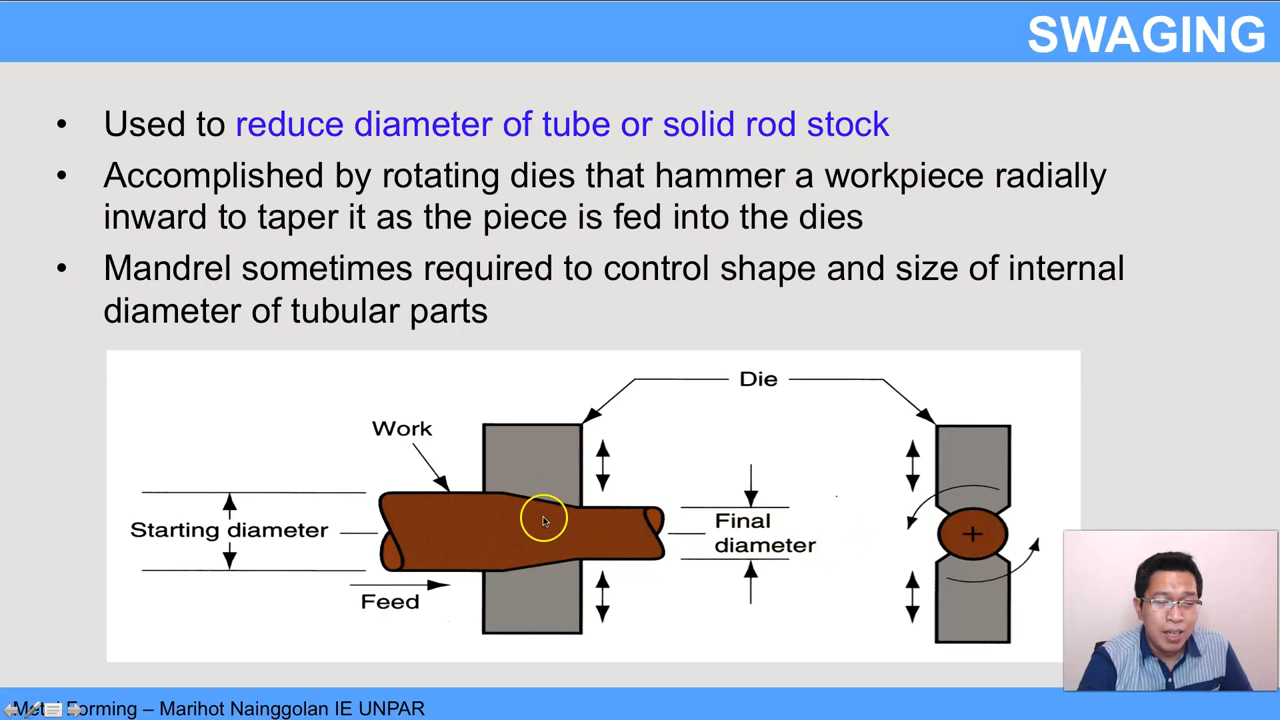 SWAGING
• Used to reduce diameter of tube or solid rod stock
• Accomplished by rotating dies that hammer a workpiece radially
inward to taper it as the piece is fed into the dies
• Mandrel sometimes required to control shape and size of internal
diameter of tubular parts
Die
Work
Starting diameter
Final
diameter
Feed
Metal Forming – Marihot Nainggolan IE UNPAR